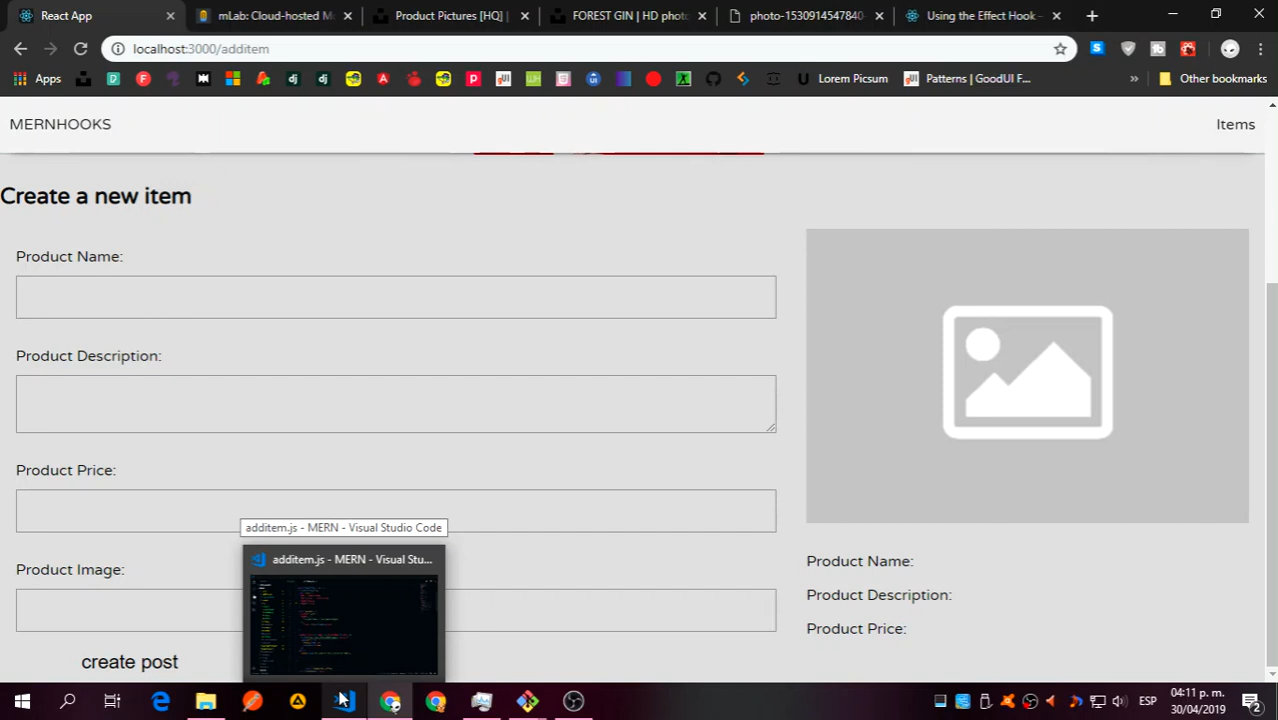 React App
mLab: Cloud-hosted M
Product Pictures [HQ]
FOREST GIN | HD phot
photo-1530914547840-
Using the Effect Hook –
localhost:3000/additem
Apps
Lorem Picsum
Patterns | GoodUI F...
Other bookmarks
MERNHOOKS
Items
Create a new item
Product Name:
Product Description:
Product Price:
additem.js - MERN - Visual Studio Code
additem.js - MERN - Visual Stu...
Product Image:
create post
Product Name:
Product Description:
Product Price:
ESP
04:11 p. m.
30/04/2019
2